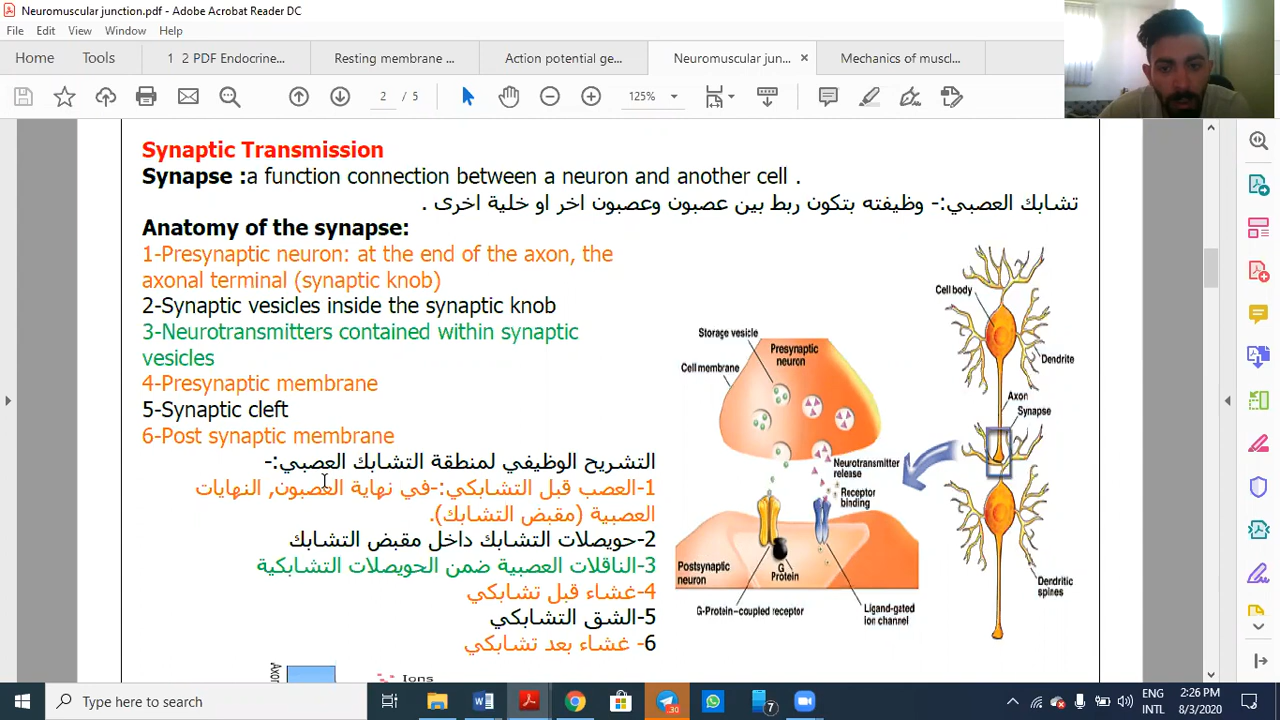 Neuromuscular junction.pdf - Adobe Acrobat Reader DC
File Edit View Window Help
Home Tools 1 2 PDF Endocrine... Resting membrane ... Action potential ge... Neuromuscular jun... × Mechanics of muscl...
2 / 5 125%
Synaptic Transmission
Synapse :a function connection between a neuron and another cell .
تشابك العصبي:- وظيفته بتكون ربط بين عصبون وعصبون اخر او خلية اخرى .
Anatomy of the synapse:
1-Presynaptic neuron: at the end of the axon, the
axonal terminal (synaptic knob)
2-Synaptic vesicles inside the synaptic knob
3-Neurotransmitters contained within synaptic
vesicles
4-Presynaptic membrane
5-Synaptic cleft
6-Post synaptic membrane
التشريح الوظيفي لمنطقة التشابك العصبي:-
1-العصب قبل التشابكي:-في نهاية العصبون, النهايات
العصبية (مقبض التشابك).
2-حويصلات التشابك داخل مقبض التشابك
3-الناقلات العصبية ضمن الحويصلات التشابكية
4-غشاء قبل تشابكي
5-الشق التشابكي
6- غشاء بعد تشابكي
Storage vesicle
Cell membrane
Presynaptic
neuron
Neurotransmitter
release
Receptor
binding
Postsynaptic
neuron
G
Protein
G-Protein-coupled receptor
Ligand-gated
ion channel
Cell body
Dendrite
Axon
Synapse
Dendritic
spines
Axo
Ions
Type here to search
30
7
ENG
INTL
2:26 PM
8/3/2020